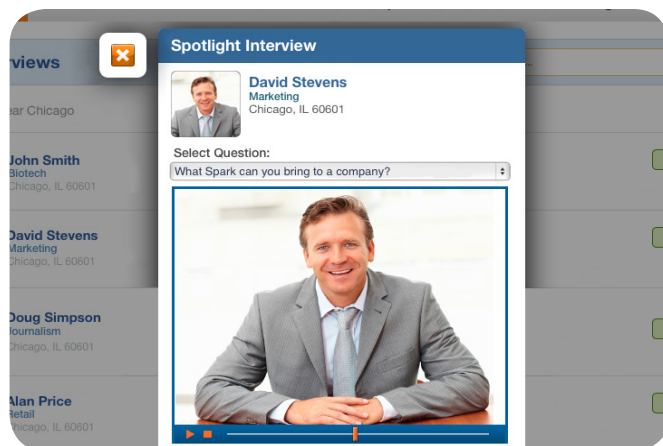 Spotlight Interview
David Stevens
Marketing
Chicago, IL 60601
Select Question:
What Spark can you bring to a company?
views
ear Chicago
John Smith
Biotech
Chicago, IL 60601
David Stevens
Marketing
Chicago, IL 60601
Doug Simpson
Journalism
Chicago, IL 60601
Alan Price
Retail
Chicago, IL 60601